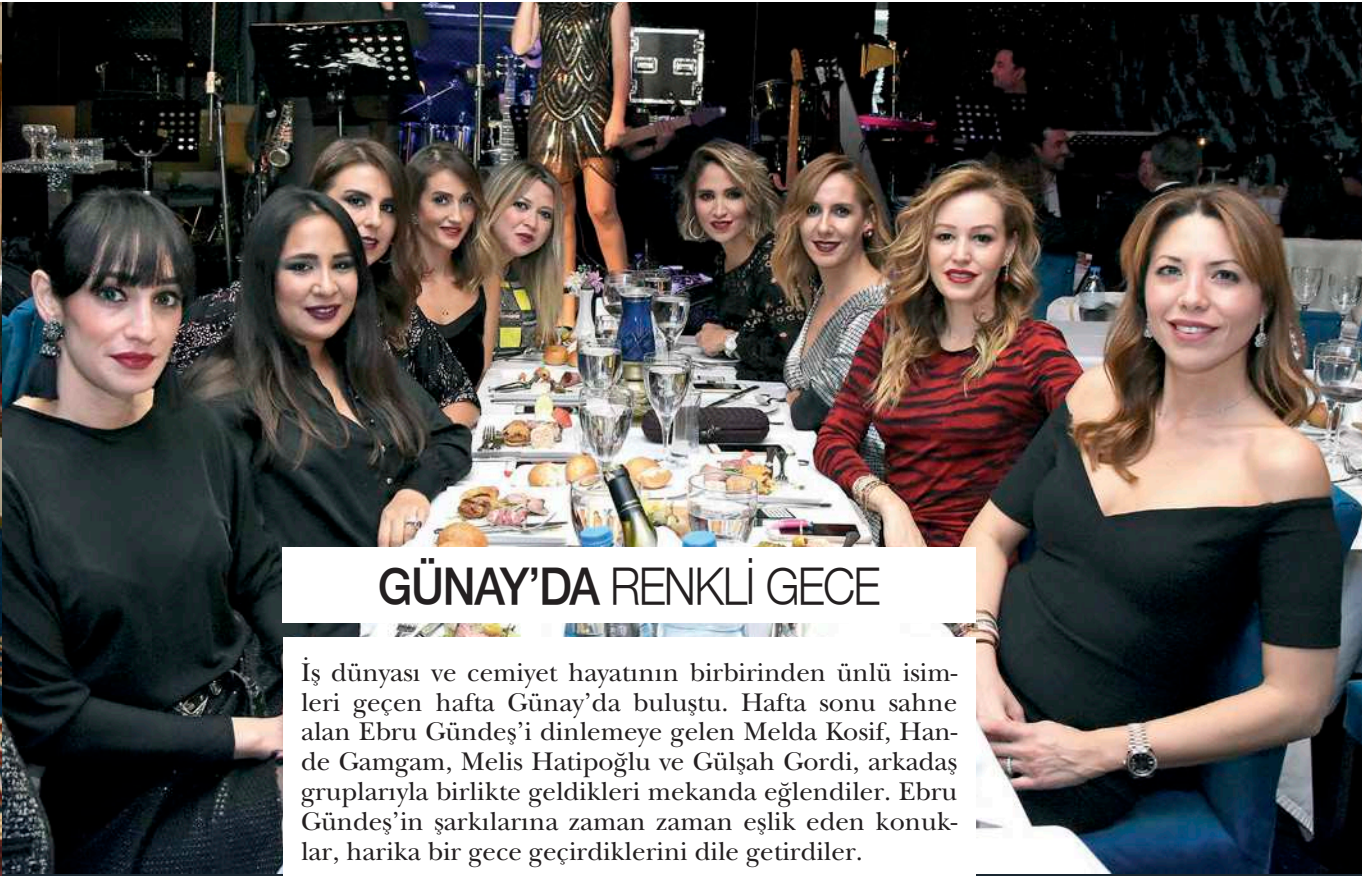 GÜNAY’DA RENKLİ GECE
İş dünyası ve cemiyet hayatının birbirinden ünlü isim-
leri geçen hafta Günay’da buluştu. Hafta sonu sahne
alan Ebru Gündeş’i dinlemeye gelen Melda Kosif, Han-
de Gamgam, Melis Hatipoğlu ve Gülşah Gordi, arkadaş
gruplarıyla birlikte geldikleri mekanda eğlendiler. Ebru
Gündeş’in şarkılarına zaman zaman eşlik eden konuk-
lar, harika bir gece geçirdiklerini dile getirdiler.